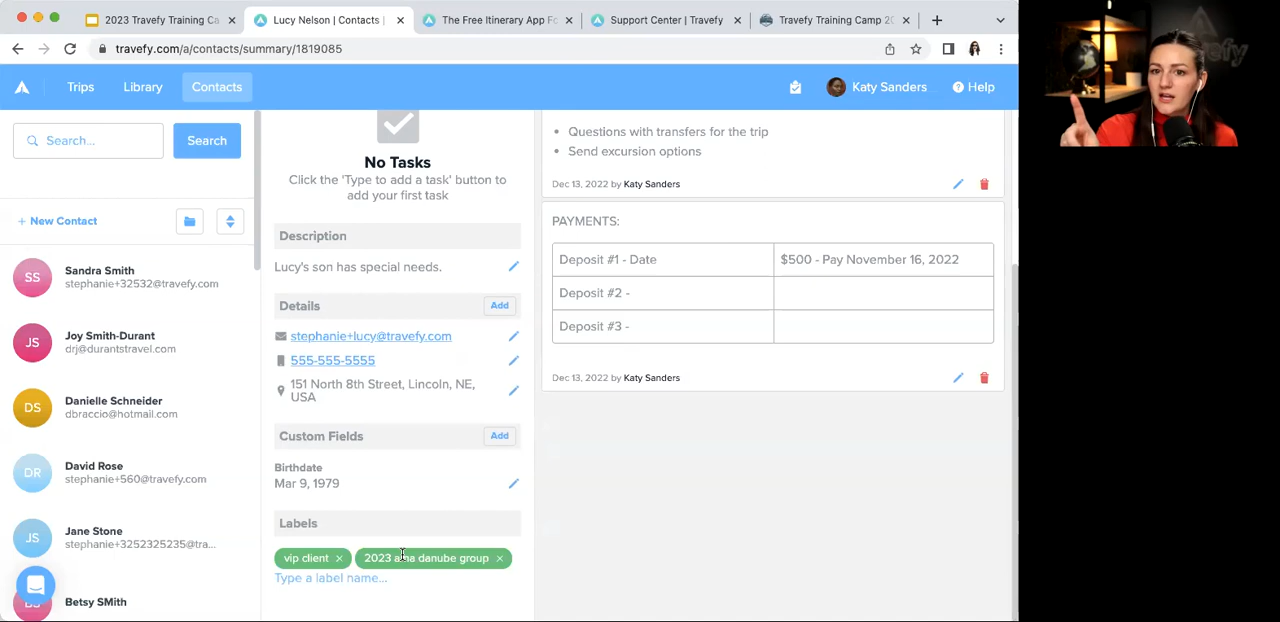 2023 Travefy Training Ca
Lucy Nelson | Contacts |
The Free Itinerary App Fo
Support Center | Travefy
Travefy Training Camp 20
travefy.com/a/contacts/summary/1819085
Trips
Library
Contacts
Katy Sanders
Help
Search...
Search
+ New Contact
SS
Sandra Smith
stephanie+32532@travefy.com
JS
Joy Smith-Durant
drj@durantstravel.com
DS
Danielle Schneider
dbraccio@hotmail.com
DR
David Rose
stephanie+560@travefy.com
JS
Jane Stone
stephanie+3252325235@tra...
Betsy SMith
No Tasks
Click the 'Type to add a task' button to
add your first task
Description
Lucy's son has special needs.
Details
Add
stephanie+lucy@travefy.com
555-555-5555
151 North 8th Street, Lincoln, NE,
USA
Custom Fields
Add
Birthdate
Mar 9, 1979
Labels
vip client ×
2023 ama danube group ×
Type a label name...
• Questions with transfers for the trip
• Send excursion options
Dec 13, 2022 by Katy Sanders
PAYMENTS:
Deposit #1 - Date
$500 - Pay November 16, 2022
Deposit #2 -
Deposit #3 -
Dec 13, 2022 by Katy Sanders